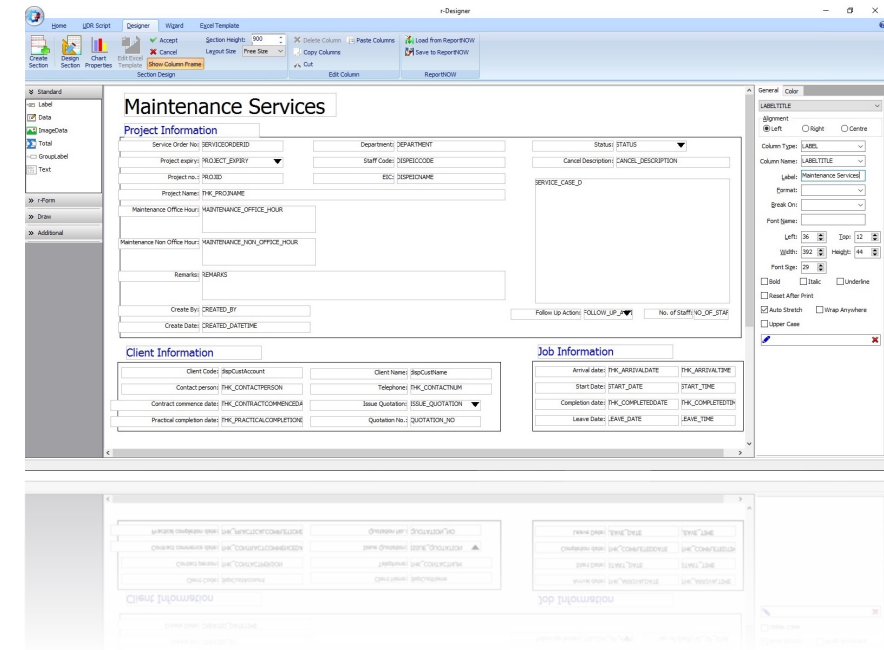 r-Designer
Home UDR Script Designer Wizard Excel Template
Create Section
Design Section
Chart Properties
Edit Excel Template
Accept
Cancel
Show Column Frame
Section Height: 900
Layout Size Free Size
Section Design
Delete Column Paste Columns
Copy Columns
Cut
Edit Column
Load from ReportNOW
Save to ReportNOW
ReportNOW
Standard
Label
Data
ImageData
Total
GroupLabel
Text
r-Form
Draw
Additional
Maintenance Services
Project Information
Service Order No: SERVICEORDERID Department: DEPARTMENT Status: STATUS
Project expiry: PROJECT_EXPIRY Staff Code: DISPEICCODE Cancel Description: CANCEL_DESCRIPTION
Project no.: PROJID EIC: DISPEICNAME
SERVICE_CASE_D
Project Name: THK_PROJNAME
Maintenance Office Hour: MAINTENANCE_OFFICE_HOUR
Maintenance Non Office Hour: MAINTENANCE_NON_OFFICE_HOUR
Remarks: REMARKS
Create By: CREATED_BY
Follow Up Action: FOLLOW_UP_A No. of Staff: NO_OF_STAF
Create Date: CREATED_DATETIME
Client Information
Client Code: dispCustAccount Client Name: dispCustName
Contact person: THK_CONTACTPERSON Telephone: THK_CONTACTNUM
Contract commence date: THK_CONTRACTCOMMENCEDA Issue Quotation: ISSUE_QUOTATION
Practical completion date: THK_PRACTICALCOMPLETIOND Quotation No.: QUOTATION_NO
Job Information
Arrival date: THK_ARRIVALDATE THK_ARRIVALTIME
Start Date: START_DATE START_TIME
Completion date: THK_COMPLETEDDATE THK_COMPLETEDTIM
Leave Date: LEAVE_DATE LEAVE_TIME
General Color
LABELTITLE
Alignment
Left Right Centre
Column Type: LABEL
Column Name: LABELTITLE
Label: Maintenance Services
Format:
Break On:
Font Name:
Left: 36 Top: 12
Width: 392 Height: 44
Font Size: 29
Bold Italic Underline
Reset After Print
Auto Stretch Wrap Anywhere
Upper Case